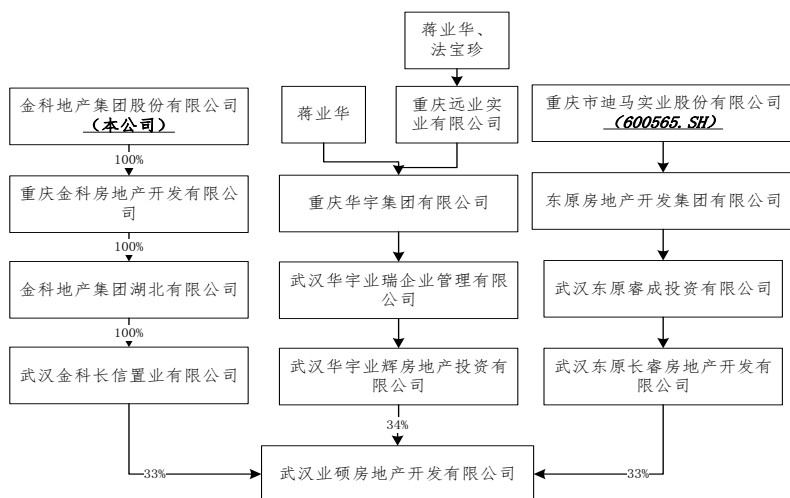 蒋业华、
法宝珍
金科地产集团股份有限公司
（本公司）
蒋业华
重庆远业实
业有限公司
重庆市迪马实业股份有限公司
（600565.SH）
100%
重庆金科房地产开发有限公
司
重庆华宇集团有限公司
东原房地产开发集团有限公司
100%
金科地产集团湖北有限公司
武汉华宇业瑞企业管理有限
公司
武汉东原睿成投资有限公司
100%
武汉金科长信置业有限公司
武汉华宇业辉房地产投资有
限公司
武汉东原长睿房地产开发有
限公司
34%
33%
武汉业硕房地产开发有限公司
33%